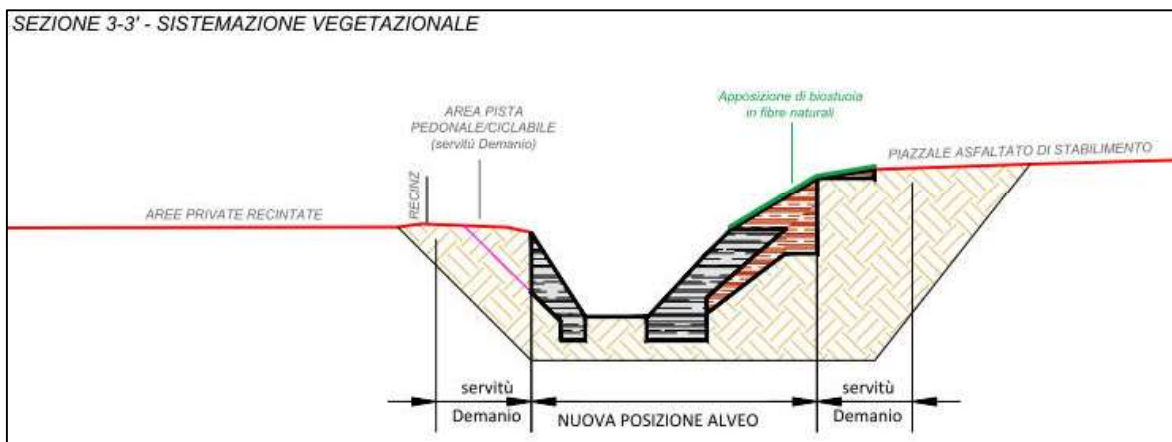 SEZIONE 3-3' - SISTEMAZIONE VEGETAZIONALE
Apposizione di biostuoia
in fibre naturali
AREA PISTA
PEDONALE/CICLABILE
(servitù Demanio)
PIAZZALE ASFALTATO DI STABILIMENTO
RECINZ
AREE PRIVATE RECINTATE
servitù
Demanio
NUOVA POSIZIONE ALVEO
servitù
Demanio